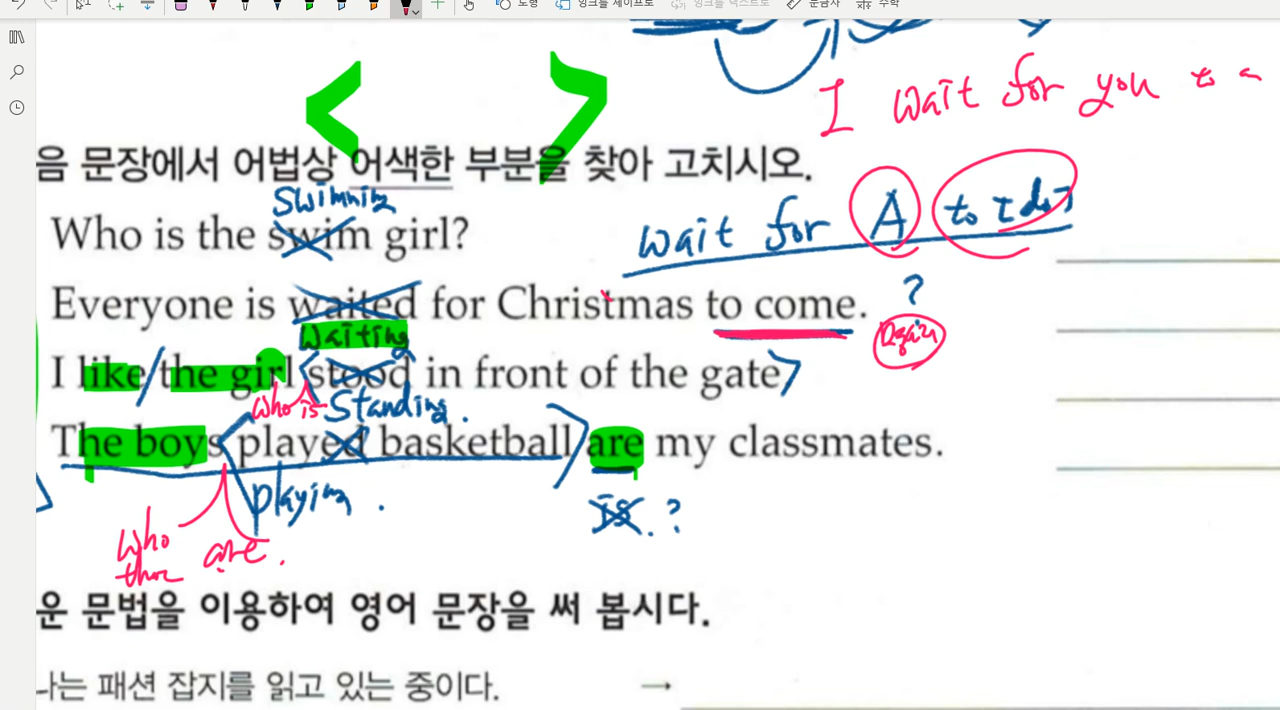 도형 잉크를 셰이프로 잉크를 텍스트로 눈금자 수학
I wait for you to
음 문장에서 어법상 어색한 부분을 찾아 고치시오.
swimming
Who is the swim girl?
wait for A to
Everyone is waited for Christmas to come.
?
waiting
I like the girl stood in front of the gate
who is standing.
The boys played basketball are my classmates.
playing.
is. ?
who are.
운 문법을 이용하여 영어 문장을 써 봅시다.
나는 패션 잡지를 읽고 있는 중이다. →